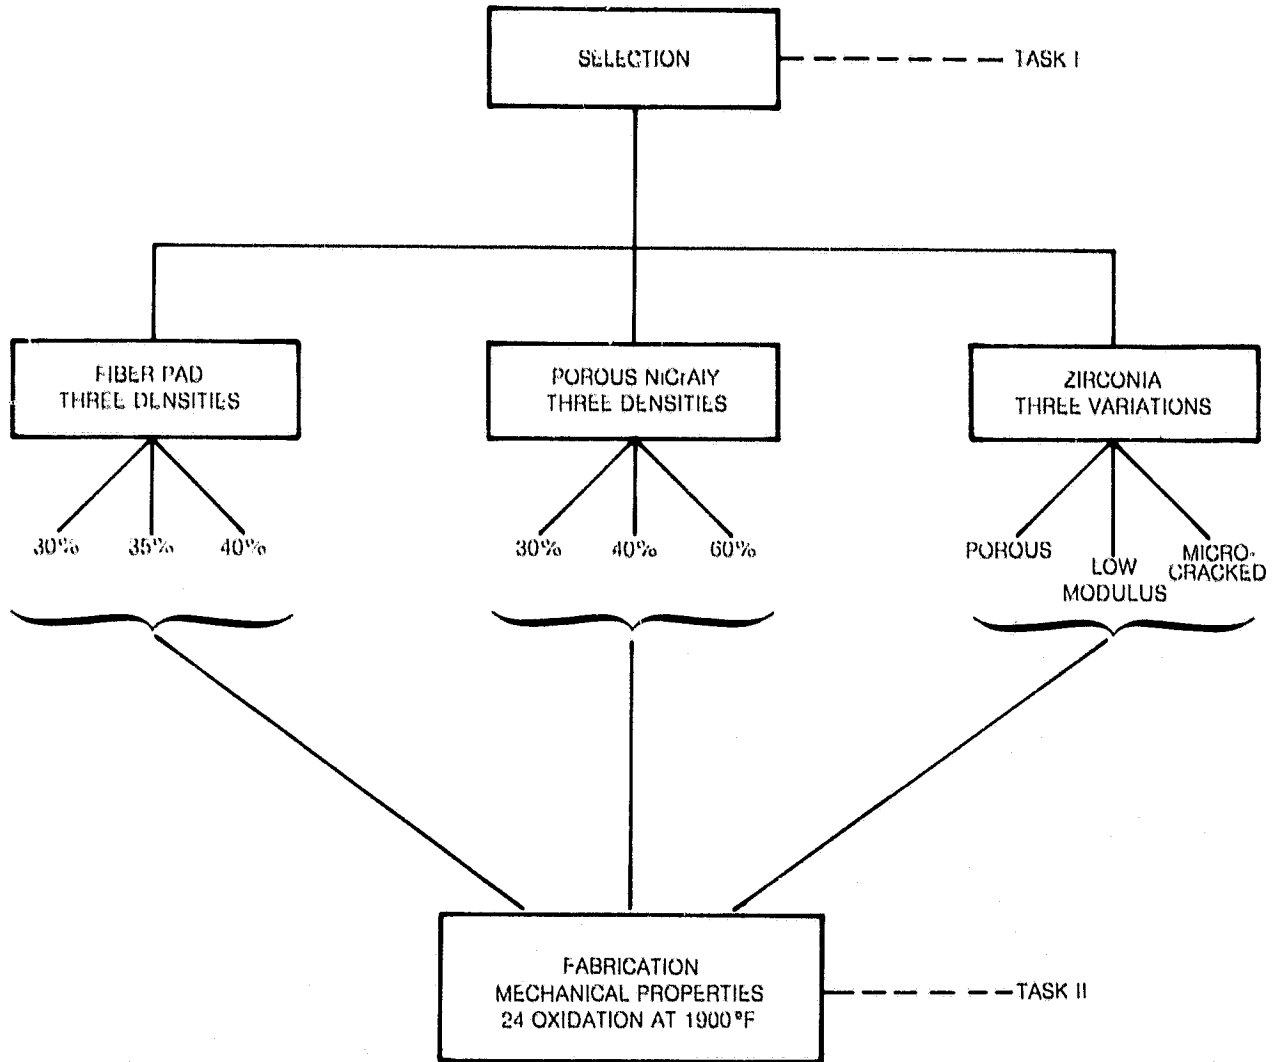 SELECTION
TASK I
FIBER PAD
THREE DENSITIES
POROUS NiCrAlY
THREE DENSITIES
ZIRCONIA
THREE VARIATIONS
30%
35%
40%
30%
40%
60%
POROUS
LOW
MODULUS
MICRO-
CRACKED
FABRICATION
MECHANICAL PROPERTIES
24 OXIDATION AT 1900°F
TASK II